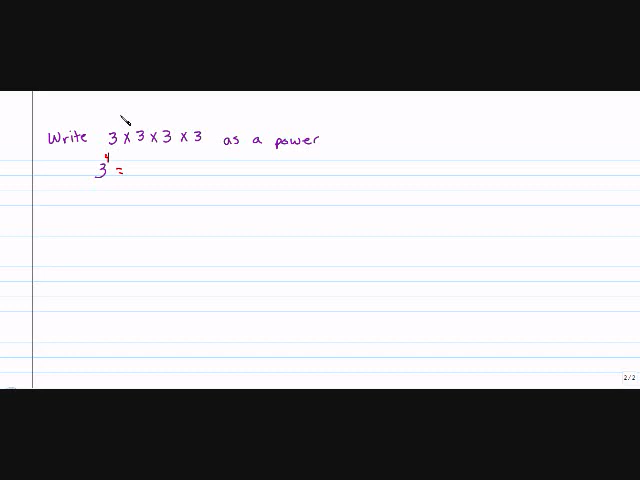 Write 3 × 3 × 3 × 3 as a power
3⁴ =
2/2